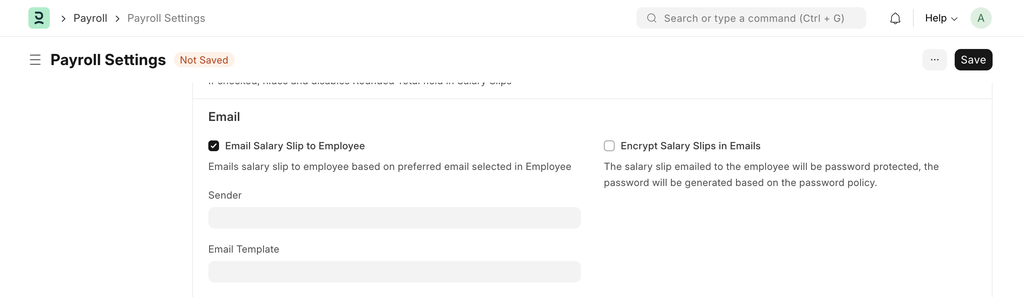 Payroll
Payroll Settings
Search or type a command (Ctrl + G)
Help
A
Payroll Settings
Not Saved
...
Save
If checked, hides and disables Rounded Total field in Salary Slips
Email
Email Salary Slip to Employee
Emails salary slip to employee based on preferred email selected in Employee
Sender
Email Template
Encrypt Salary Slips in Emails
The salary slip emailed to the employee will be password protected, the
password will be generated based on the password policy.